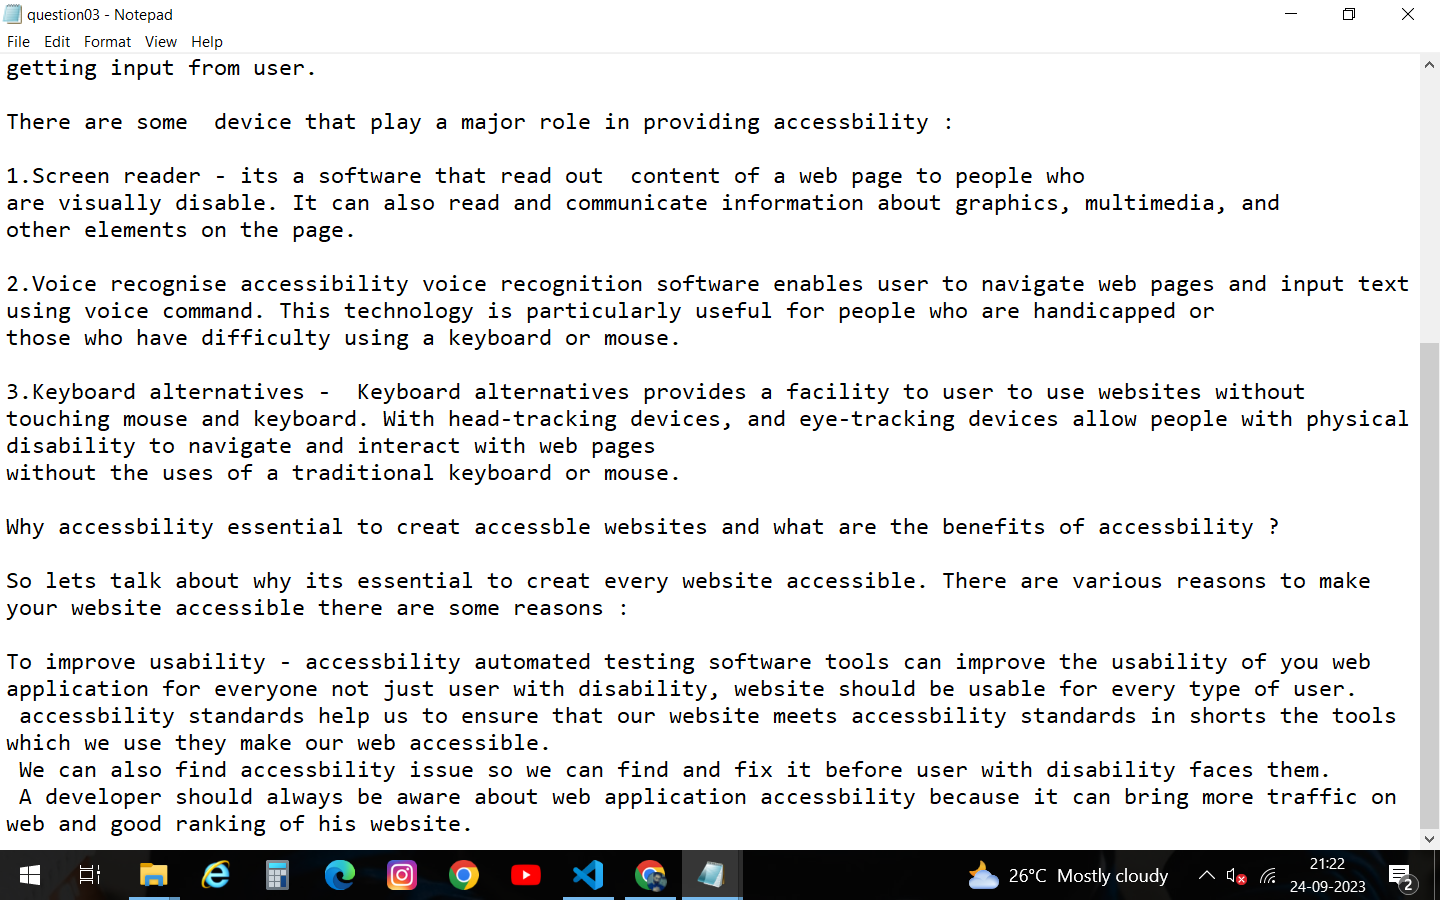 question03 - Notepad
File Edit Format View Help
getting input from user.
There are some  device that play a major role in providing accessbility :
1.Screen reader - its a software that read out  content of a web page to people who
are visually disable. It can also read and communicate information about graphics, multimedia, and
other elements on the page.
2.Voice recognise accessibility voice recognition software enables user to navigate web pages and input text
using voice command. This technology is particularly useful for people who are handicapped or
those who have difficulty using a keyboard or mouse.
3.Keyboard alternatives -  Keyboard alternatives provides a facility to user to use websites without
touching mouse and keyboard. With head-tracking devices, and eye-tracking devices allow people with physical
disability to navigate and interact with web pages
without the uses of a traditional keyboard or mouse.
Why accessbility essential to creat accessble websites and what are the benefits of accessbility ?
So lets talk about why its essential to creat every website accessible. There are various reasons to make
your website accessible there are some reasons :
To improve usability - accessbility automated testing software tools can improve the usability of you web
application for everyone not just user with disability, website should be usable for every type of user.
 accessbility standards help us to ensure that our website meets accessbility standards in shorts the tools
which we use they make our web accessible.
 We can also find accessbility issue so we can find and fix it before user with disability faces them.
 A developer should always be aware about web application accessbility because it can bring more traffic on
web and good ranking of his website.
26°C Mostly cloudy
21:22
24-09-2023
2